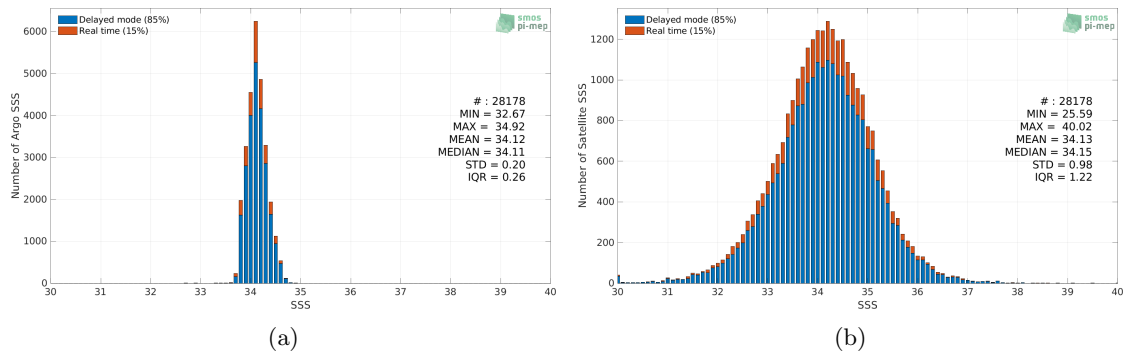 Delayed mode (85%)
Real time (15%)
smos
pi-mep
6000
5000
4000
3000
2000
1000
0
Number of Argo SSS
# : 28178
MIN = 32.67
MAX = 34.92
MEAN = 34.12
MEDIAN = 34.11
STD = 0.20
IQR = 0.26
30 31 32 33 34 35 36 37 38 39 40
SSS
(a)
Delayed mode (85%)
Real time (15%)
smos
pi-mep
1200
1000
800
600
400
200
0
Number of Satellite SSS
# : 28178
MIN = 25.59
MAX = 40.02
MEAN = 34.13
MEDIAN = 34.15
STD = 0.98
IQR = 1.22
30 31 32 33 34 35 36 37 38 39 40
SSS
(b)